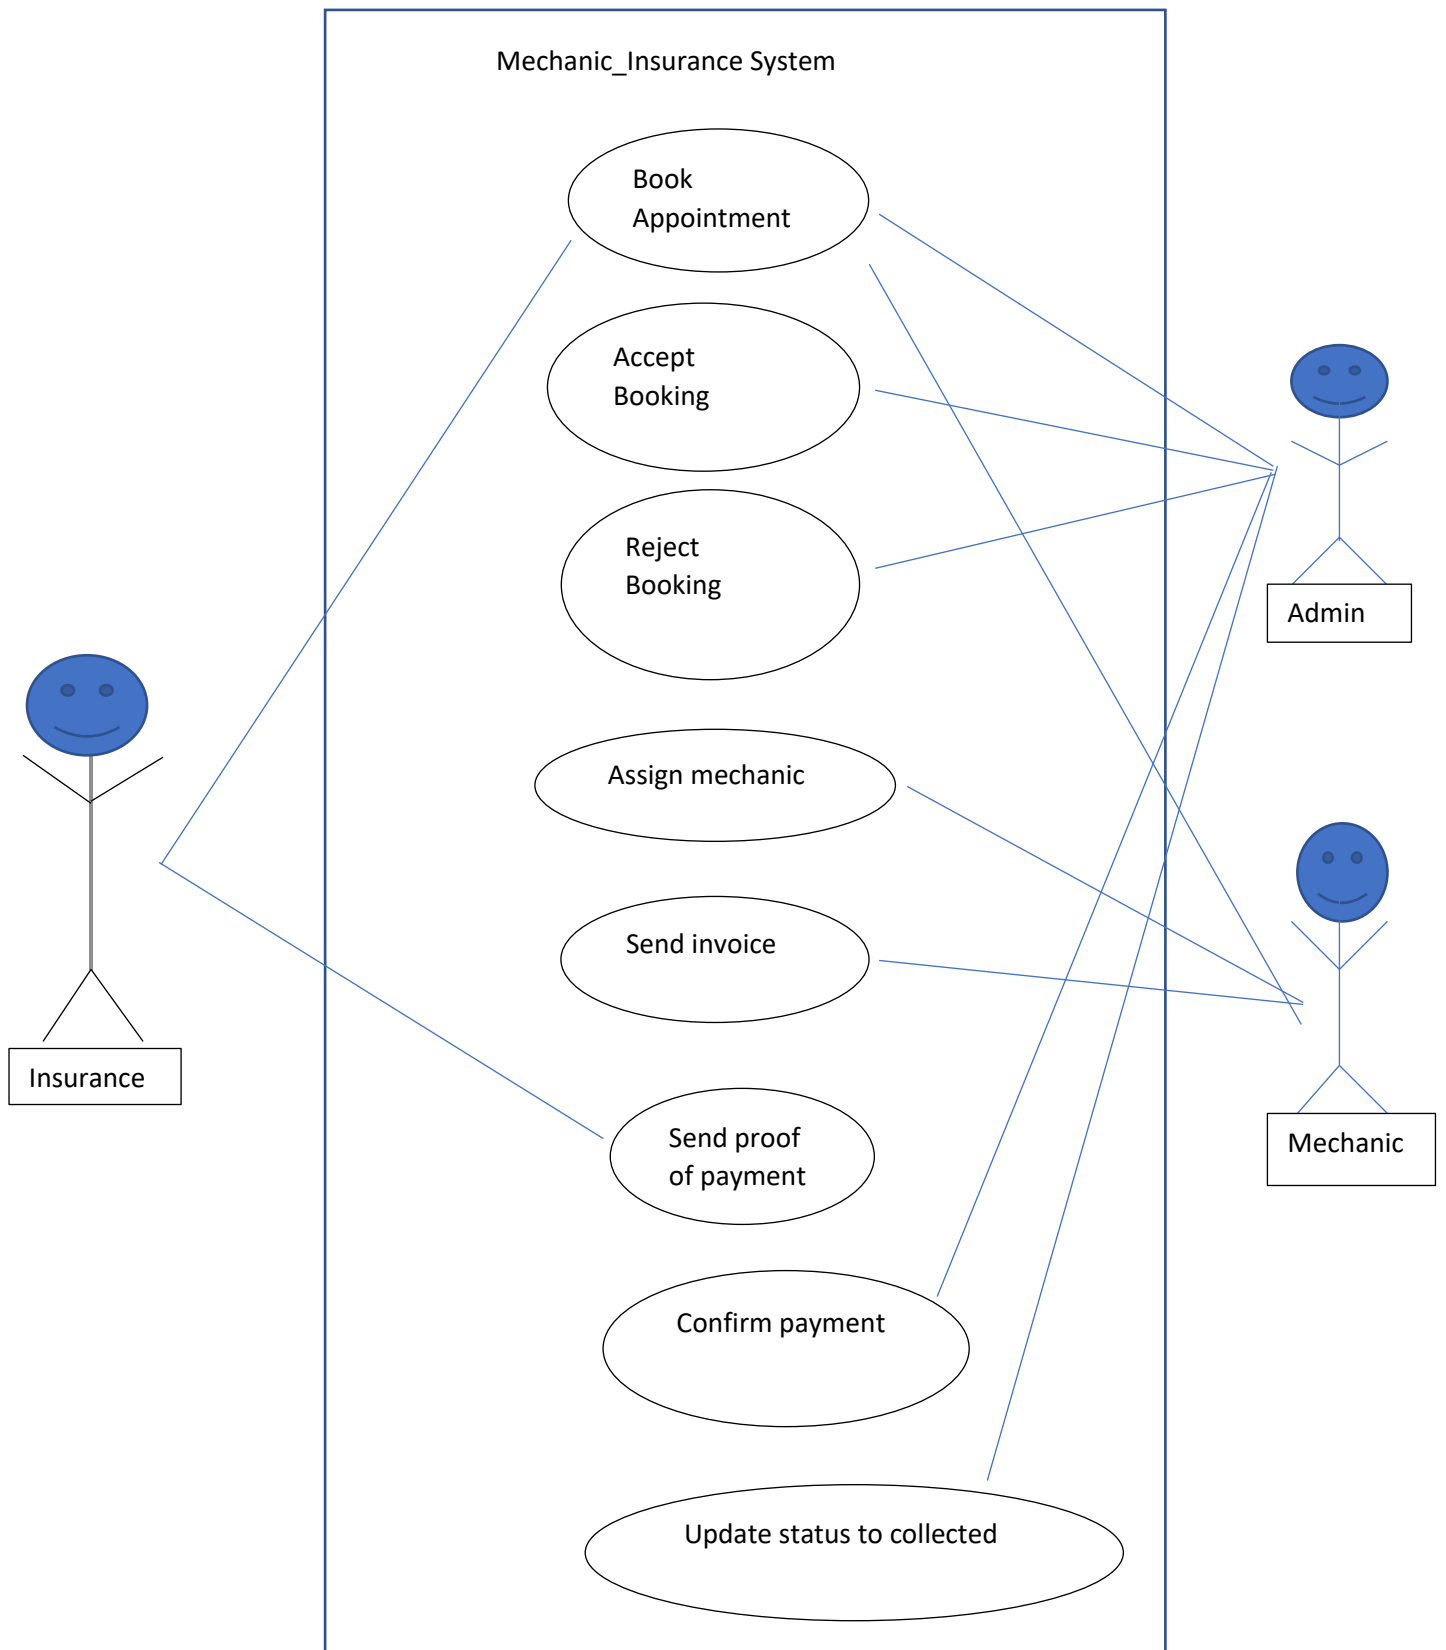 Mechanic_Insurance System
Book
Appointment
Accept
Booking
Reject
Booking
Admin
Assign mechanic
Send invoice
Insurance
Send proof
of payment
Mechanic
Confirm payment
Update status to collected